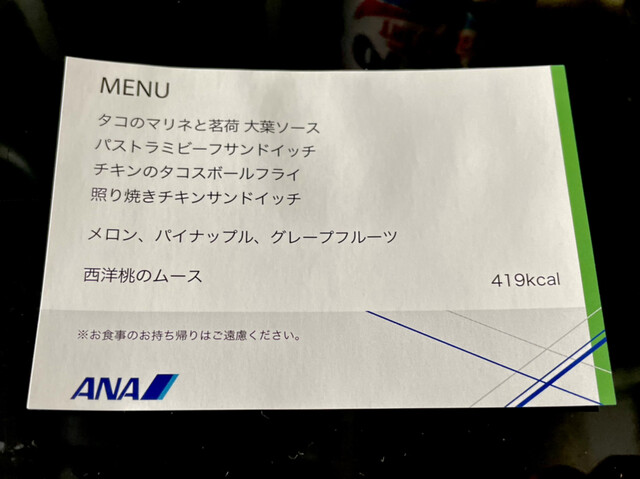 MENU
タコのマリネと茗荷 大葉ソース
パストラミビーフサンドイッチ
チキンのタコスボールフライ
照り焼きチキンサンドイッチ
メロン、パイナップル、グレープフルーツ
西洋桃のムース 419kcal
※お食事のお持ち帰りはご遠慮ください。
ANA